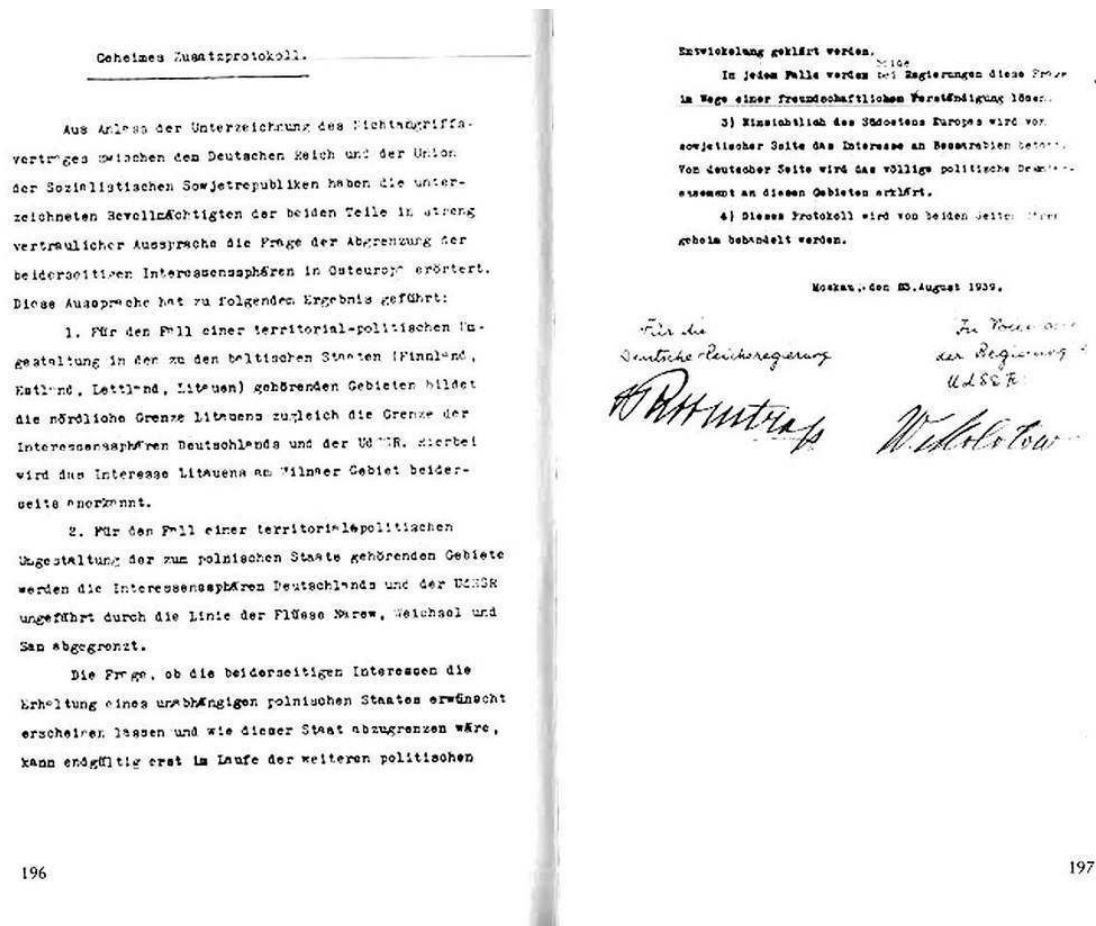 Geheimes Zusatzprotokoll.
Aus Anlass der Unterzeichnung des Nichtangriffs-
vertrages zwischen dem Deutschen Reich und der Union
der Sozialistischen Sowjetrepubliken haben die unter-
zeichneten Bevollmächtigten der beiden Teile in streng
vertraulicher Aussprache die Frage der Abgrenzung der
beiderseitigen Interessenssphären in Osteuropa erörtert.
Diese Aussprache hat zu folgendem Ergebnis geführt:
1. Für den Fall einer territorial-politischen Um-
gestaltung in den zu den baltischen Staaten (Finnland,
Estland, Lettland, Litauen) gehörenden Gebieten bildet
die nördliche Grenze Litauens zugleich die Grenze der
Interessenssphären Deutschlands und der UdSSR. Hierbei
wird das Interesse Litauens am Wilnaer Gebiet beider-
seits anerkannt.
2. Für den Fall einer territorial-politischen
Umgestaltung der zum polnischen Staate gehörenden Gebiete
werden die Interessenssphären Deutschlands und der UdSSR
ungefähr durch die Linie der Flüsse Narew, Weichsel und
San abgegrenzt.
Die Frage, ob die beiderseitigen Interessen die
Erhaltung eines unabhängigen polnischen Staates erwünscht
erscheinen lassen und wie dieser Staat abzugrenzen wäre,
kann endgültig erst im Laufe der weiteren politischen
196
Entwickelung geklärt werden.
In jedem Falle werden beide Regierungen diese Frage
im Wege einer freundschaftlichen Verständigung lösen.
3) Hinsichtlich des Südostens Europas wird von
sowjetischer Seite das Interesse an Bessarabien betont.
Von deutscher Seite wird das völlige politische Desinter-
essement an diesen Gebieten erklärt.
4) Dieses Protokoll wird von beiden Seiten streng
geheim behandelt werden.
Moskau, den 23. August 1939.
Für die
Deutsche Reichsregierung
In Vollmacht
der Regierung
UdSSR:
197